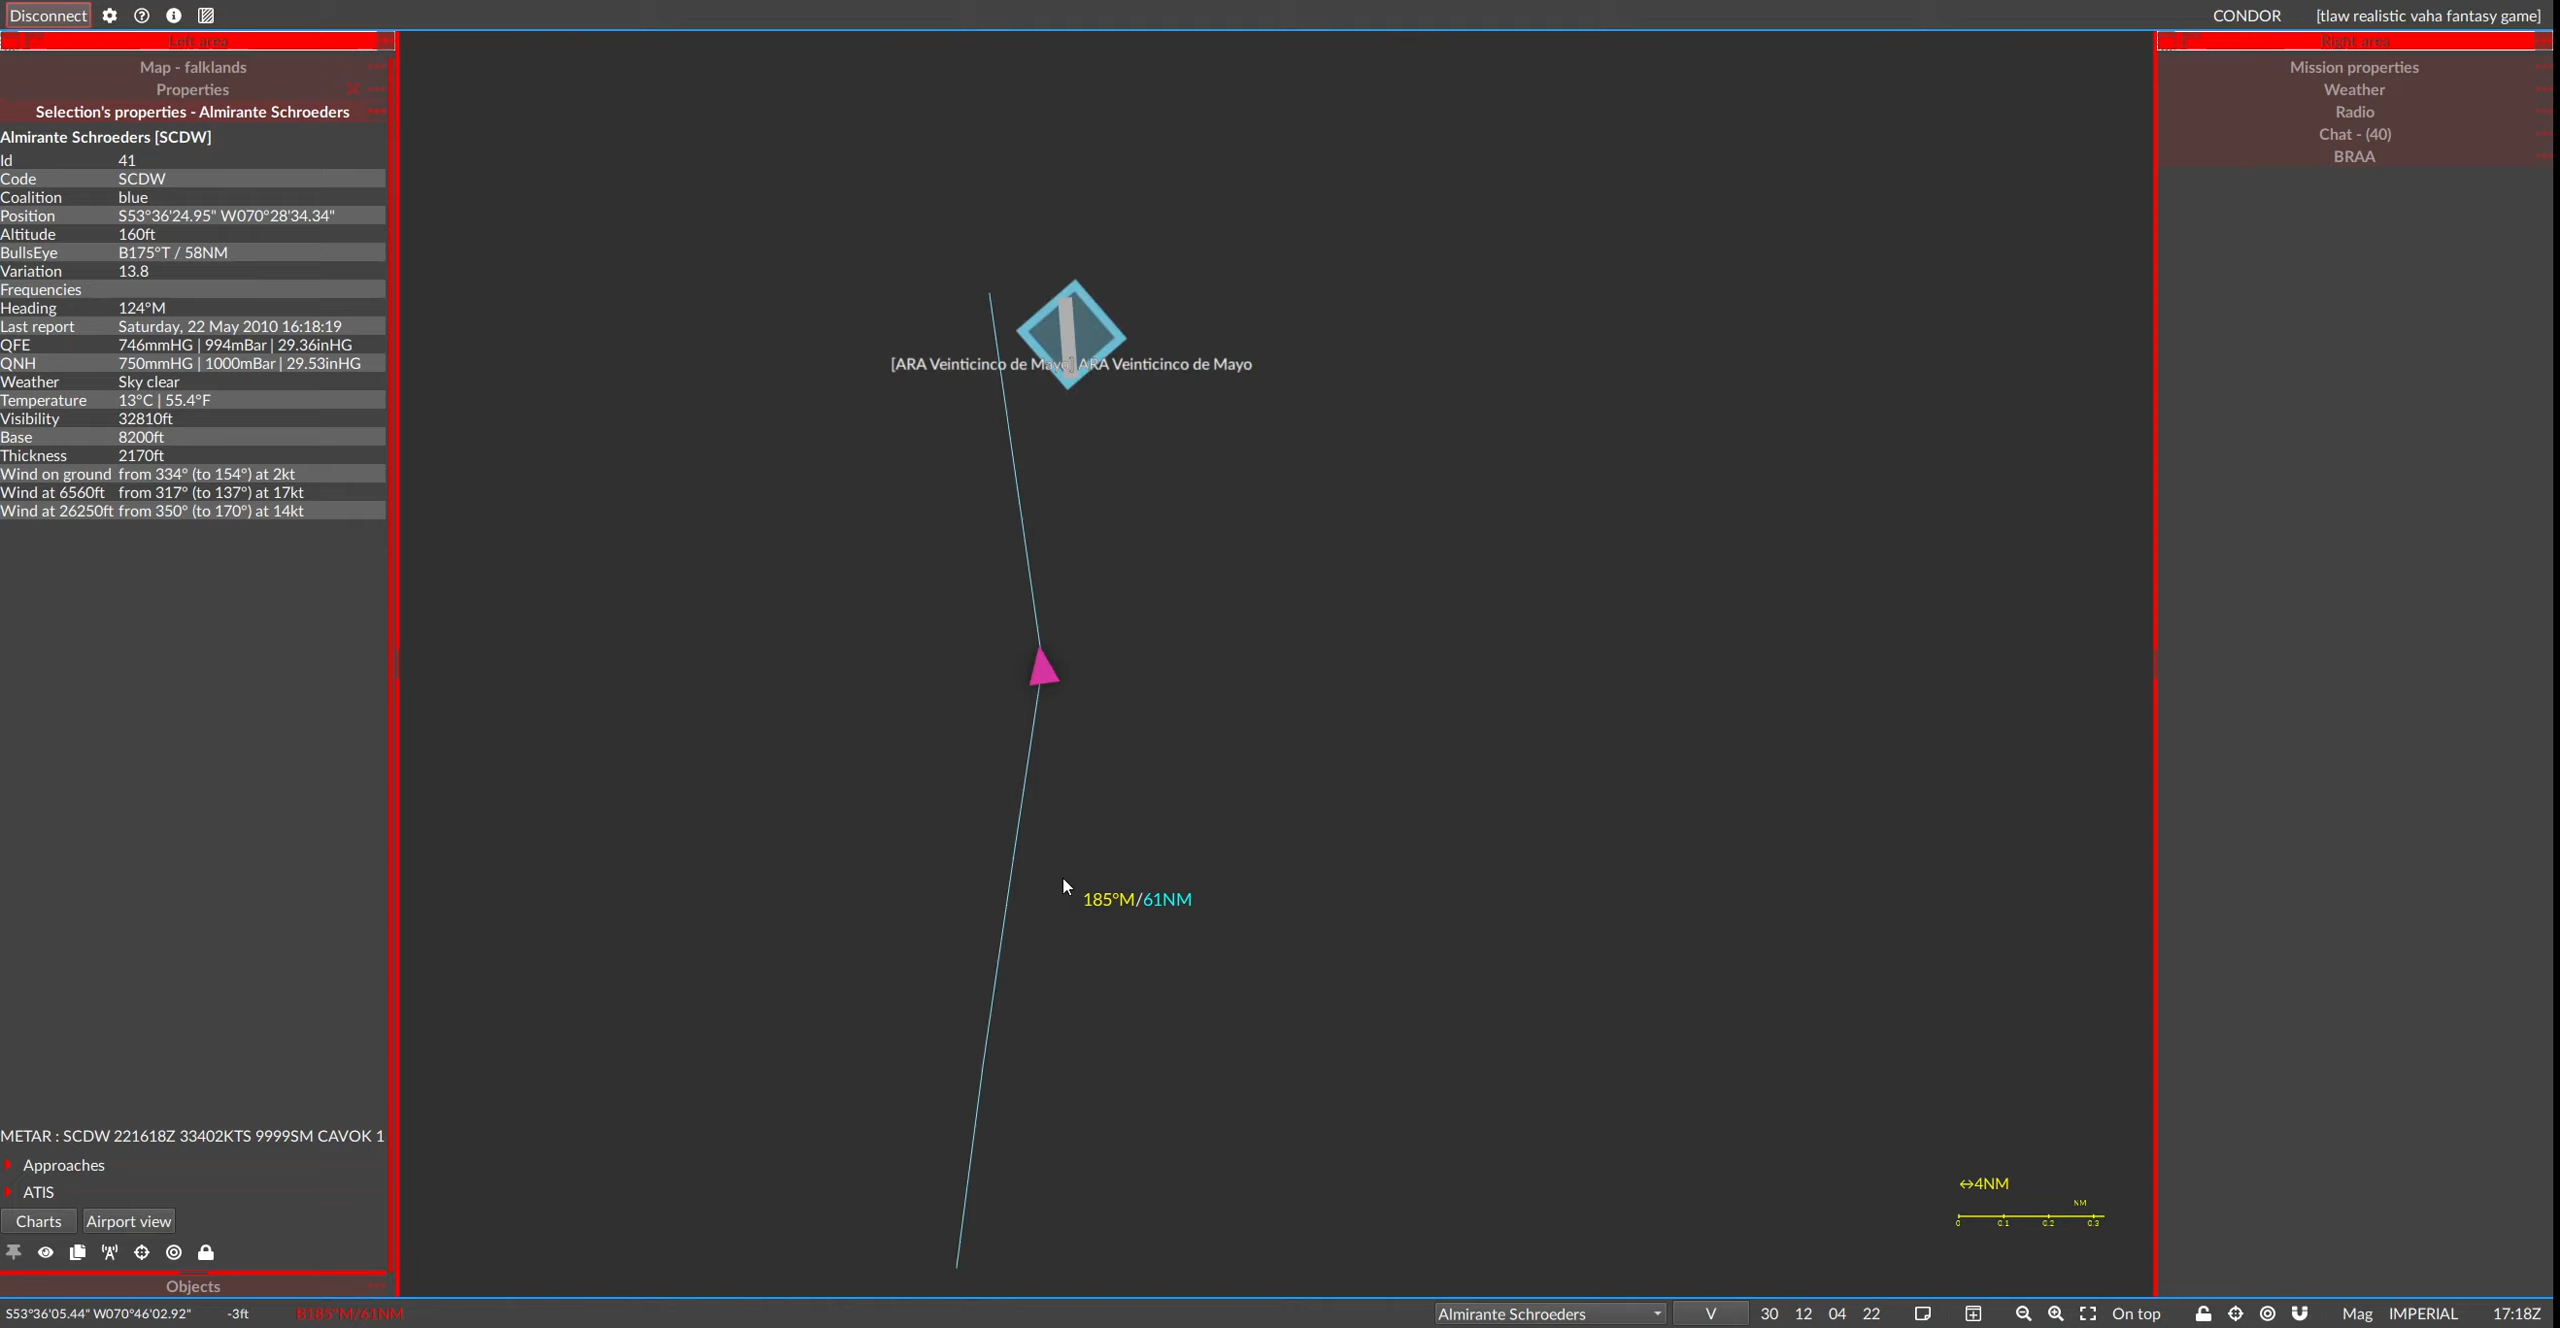 Disconnect
CONDOR [tlaw realistic vaha fantasy game]
Left area
Map - falklands
Properties
Selection's properties - Almirante Schroeders
Almirante Schroeders [SCDW]
Id 41
Code SCDW
Coalition blue
Position S53°36'24.95" W070°28'34.34"
Altitude 160ft
BullsEye B175°T / 58NM
Variation 13.8
Frequencies
Heading 124°M
Last report Saturday, 22 May 2010 16:18:19
QFE 746mmHG | 994mBar | 29.36inHG
QNH 750mmHG | 1000mBar | 29.53inHG
Weather Sky clear
Temperature 13°C | 55.4°F
Visibility 32810ft
Base 8200ft
Thickness 2170ft
Wind on ground from 334° (to 154°) at 2kt
Wind at 6560ft from 317° (to 137°) at 17kt
Wind at 26250ft from 350° (to 170°) at 14kt
METAR : SCDW 221618Z 33402KTS 9999SM CAVOK 1
Approaches
ATIS
Charts Airport view
Objects
[ARA Veinticinco de Mayo] ARA Veinticinco de Mayo
185°M/61NM
↔4NM
NM
0 0.1 0.2 0.3
Right area
Mission properties
Weather
Radio
Chat - (40)
BRAA
S53°36'05.44" W070°46'02.92" -3ft B185°M/61NM
Almirante Schroeders V 30 12 04 22 On top Mag IMPERIAL 17:18Z